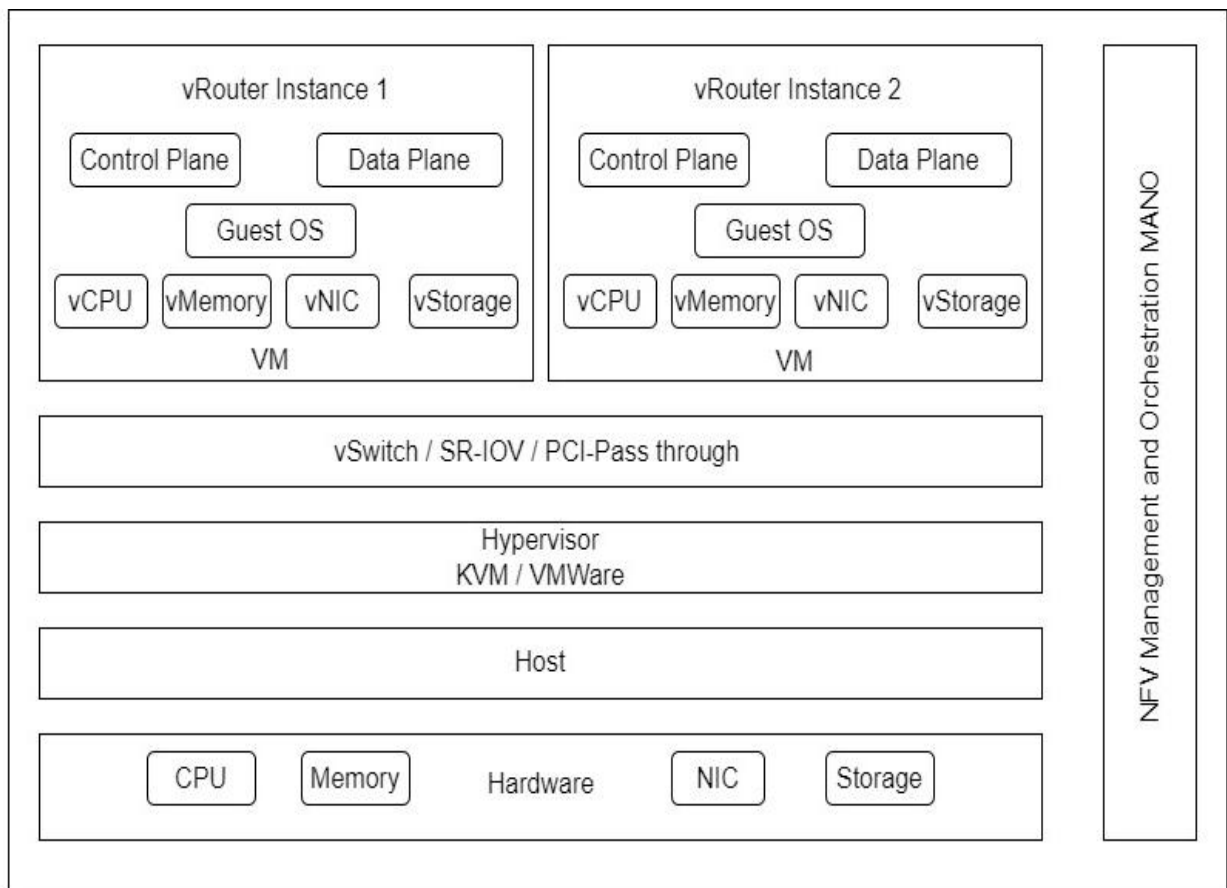 vRouter Instance 1
Control Plane
Data Plane
Guest OS
vCPU
vMemory
vNIC
vStorage
VM
vRouter Instance 2
Control Plane
Data Plane
Guest OS
vCPU
vMemory
vNIC
vStorage
VM
vSwitch / SR-IOV / PCI-Pass through
Hypervisor
KVM / VMWare
Host
CPU
Memory
Hardware
NIC
Storage
NFV Management and Orchestration MANO